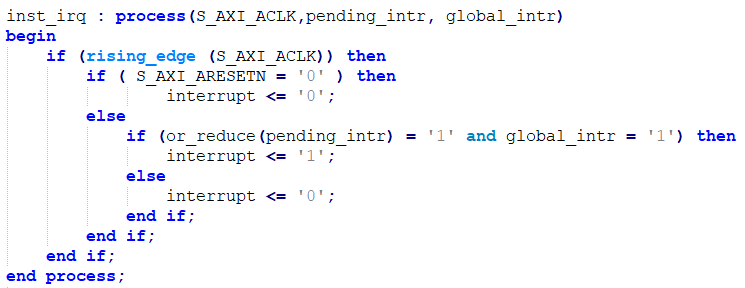 inst_irq : process(S_AXI_ACLK,pending_intr, global_intr)
begin
    if (rising_edge (S_AXI_ACLK)) then
        if ( S_AXI_ARESETN = '0' ) then
                interrupt <= '0';
        else
            if (or_reduce(pending_intr) = '1' and global_intr = '1') then
                interrupt <= '1';
            else
                interrupt <= '0';
            end if;
        end if;
    end if;
end process;